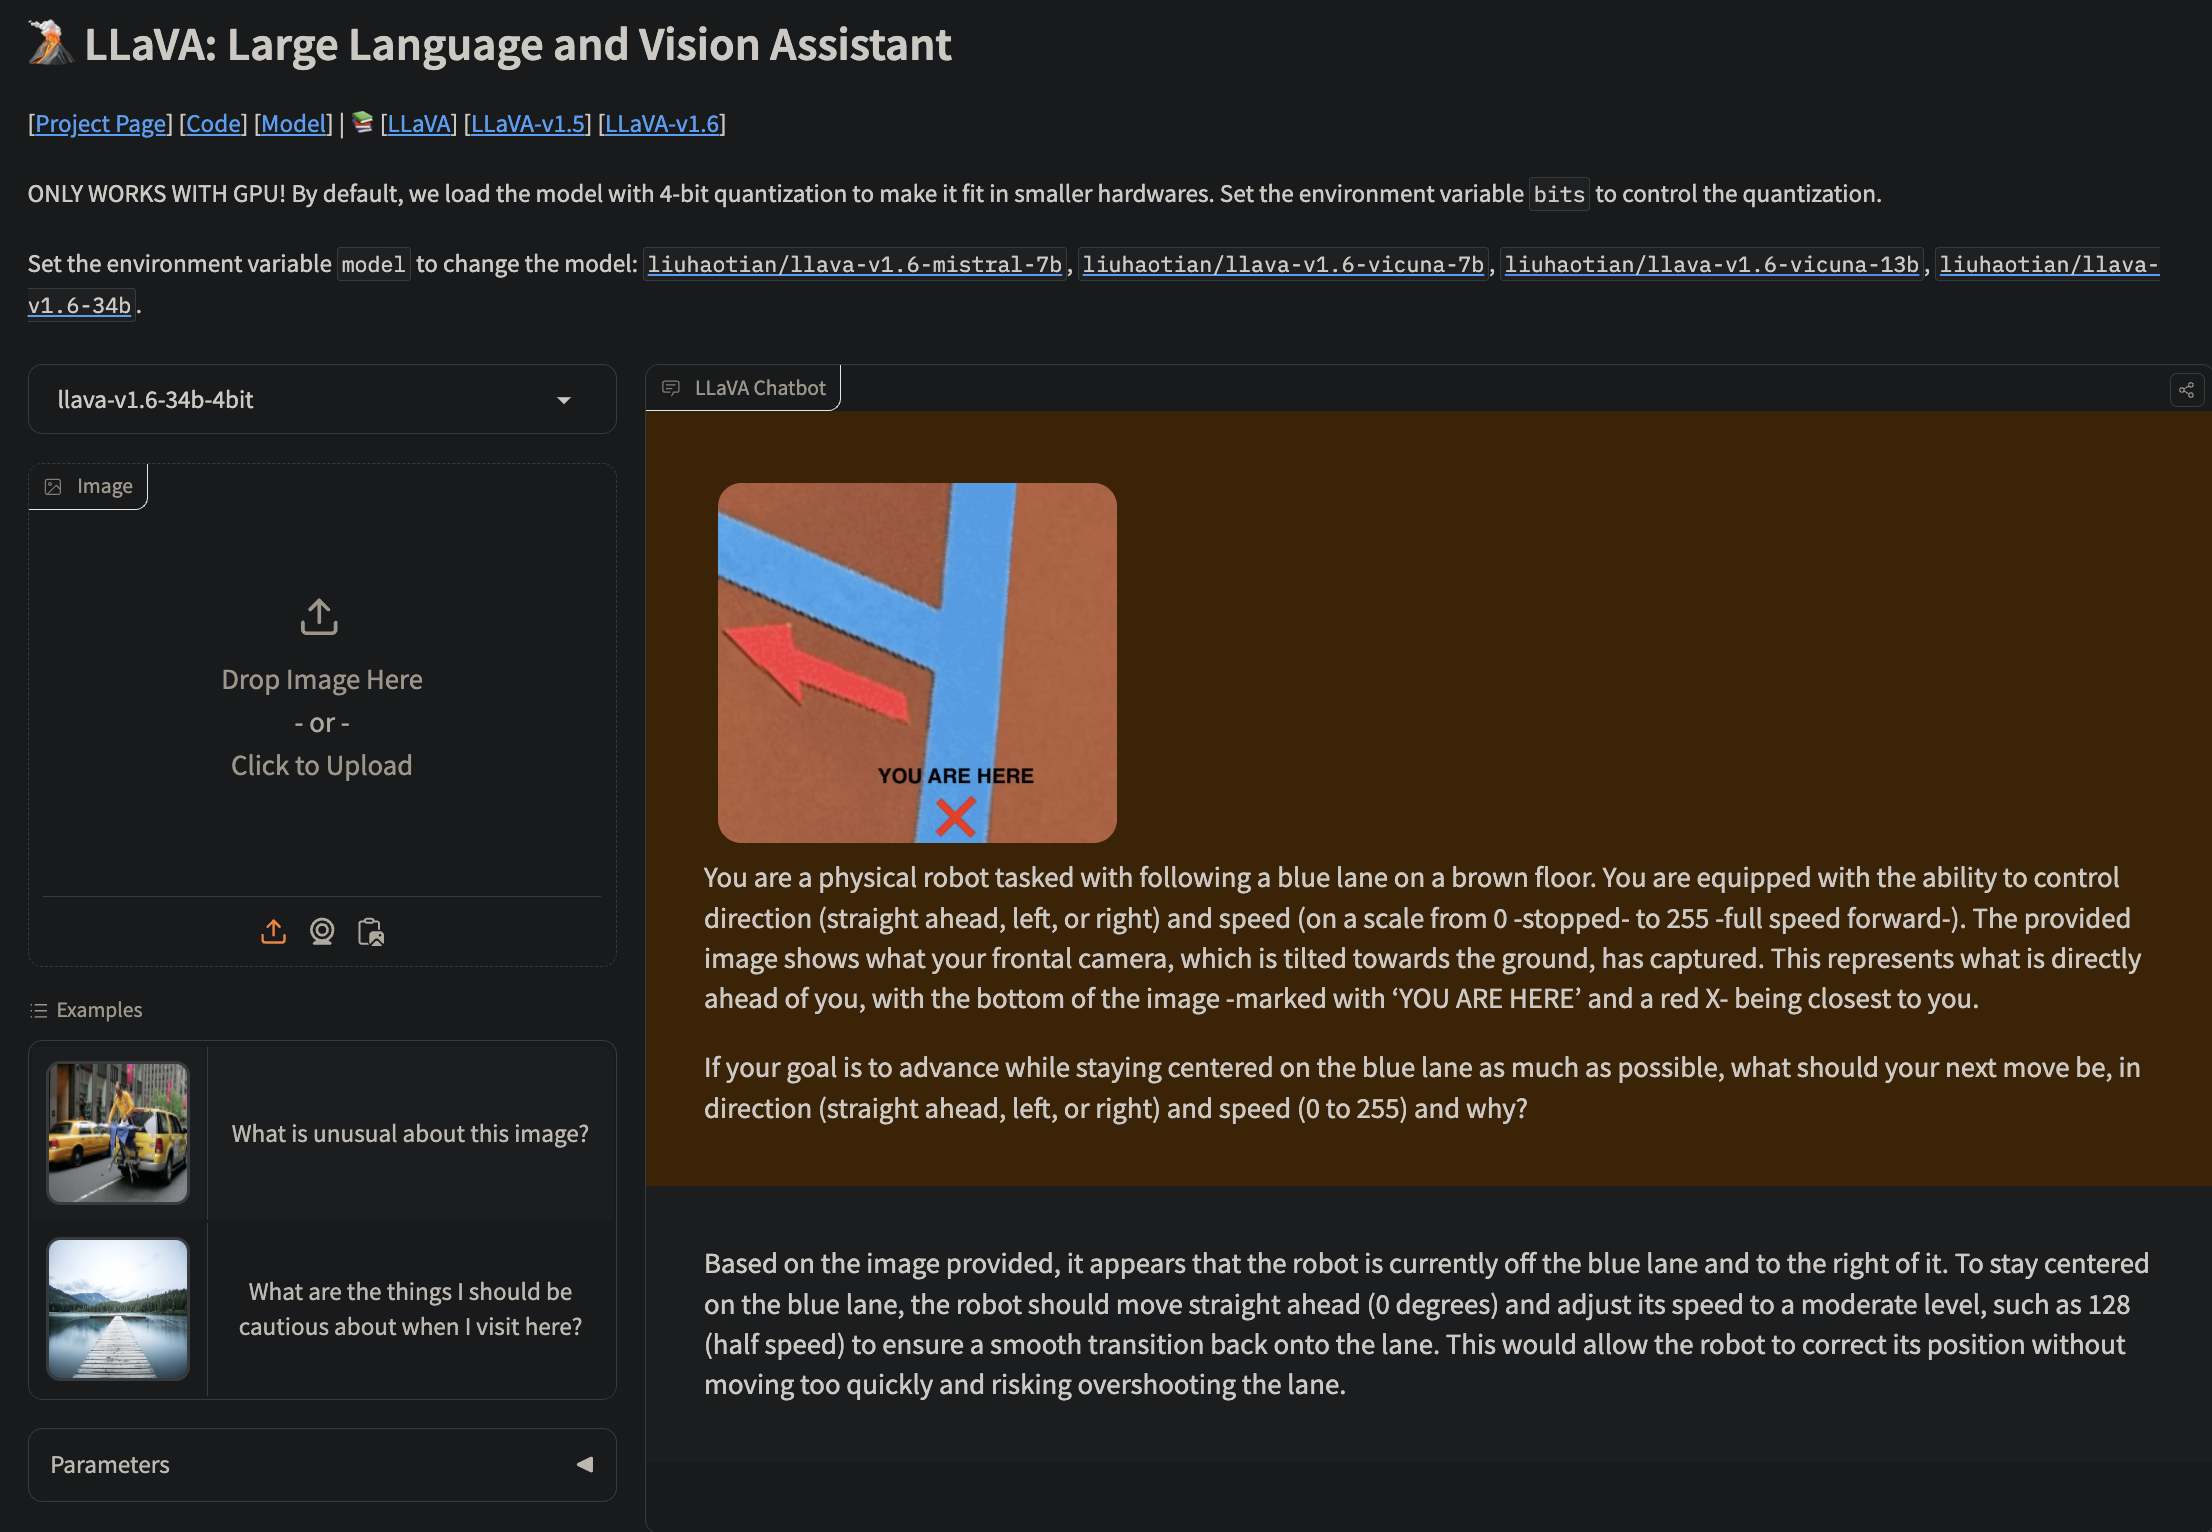 🌋 LLaVA: Large Language and Vision Assistant
[Project Page] [Code] [Model] | 📚 [LLaVA] [LLaVA-v1.5] [LLaVA-v1.6]
ONLY WORKS WITH GPU! By default, we load the model with 4-bit quantization to make it fit in smaller hardwares. Set the environment variable bits to control the quantization.
Set the environment variable model to change the model: liuhaotian/llava-v1.6-mistral-7b, liuhaotian/llava-v1.6-vicuna-7b, liuhaotian/llava-v1.6-vicuna-13b, liuhaotian/llava-
v1.6-34b.
llava-v1.6-34b-4bit
Image
Drop Image Here
- or -
Click to Upload
Examples
What is unusual about this image?
What are the things I should be
cautious about when I visit here?
Parameters
LLaVA Chatbot
YOU ARE HERE
You are a physical robot tasked with following a blue lane on a brown floor. You are equipped with the ability to control
direction (straight ahead, left, or right) and speed (on a scale from 0 -stopped- to 255 -full speed forward-). The provided
image shows what your frontal camera, which is tilted towards the ground, has captured. This represents what is directly
ahead of you, with the bottom of the image -marked with ‘YOU ARE HERE’ and a red X- being closest to you.
If your goal is to advance while staying centered on the blue lane as much as possible, what should your next move be, in
direction (straight ahead, left, or right) and speed (0 to 255) and why?
Based on the image provided, it appears that the robot is currently off the blue lane and to the right of it. To stay centered
on the blue lane, the robot should move straight ahead (0 degrees) and adjust its speed to a moderate level, such as 128
(half speed) to ensure a smooth transition back onto the lane. This would allow the robot to correct its position without
moving too quickly and risking overshooting the lane.